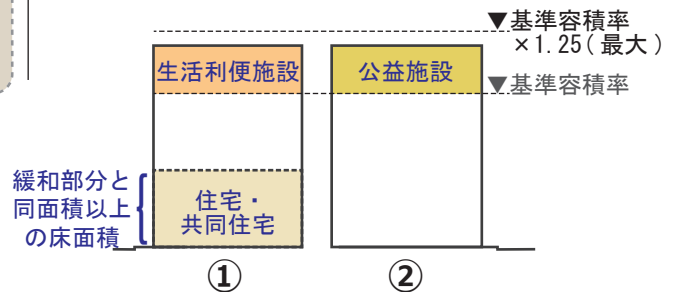 ▼基準容積率
×1.25(最大)
生活利便施設
公益施設
▼基準容積率
緩和部分と
同面積以上
の床面積
住宅・
共同住宅
①
②